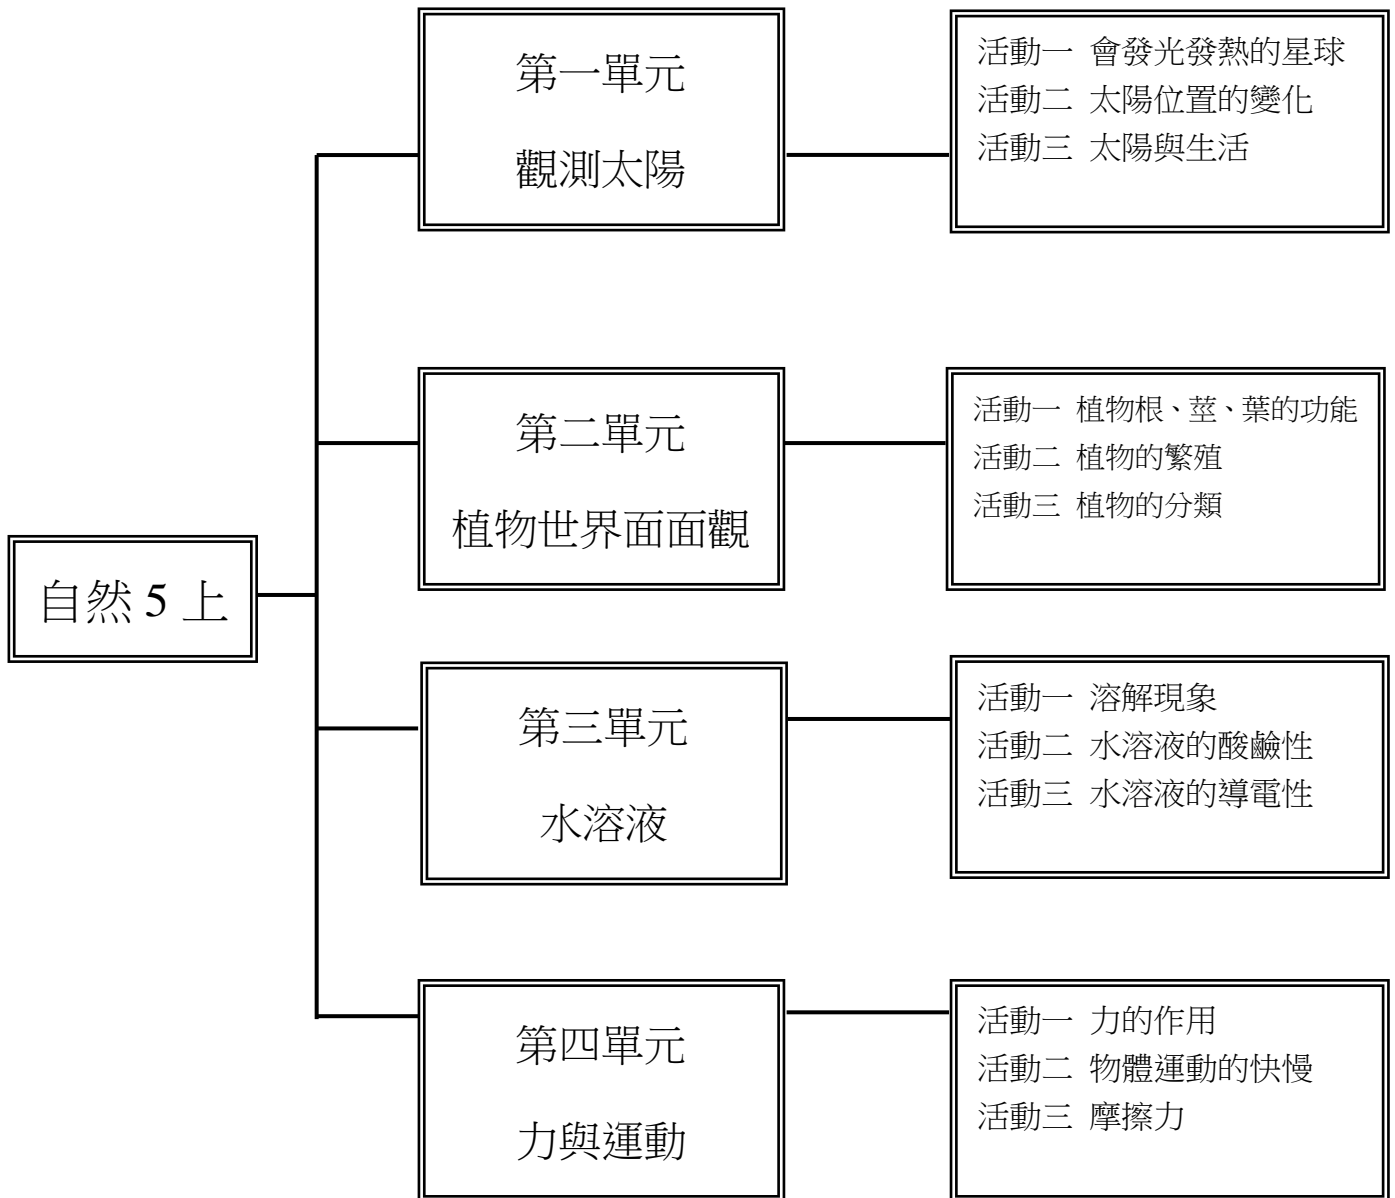 第一單元
觀測太陽
活動一 會發光發熱的星球
活動二 太陽位置的變化
活動三 太陽與生活
第二單元
植物世界面面觀
活動一 植物根、莖、葉的功能
活動二 植物的繁殖
活動三 植物的分類
自然 5 上
第三單元
水溶液
活動一 溶解現象
活動二 水溶液的酸鹼性
活動三 水溶液的導電性
第四單元
力與運動
活動一 力的作用
活動二 物體運動的快慢
活動三 摩擦力